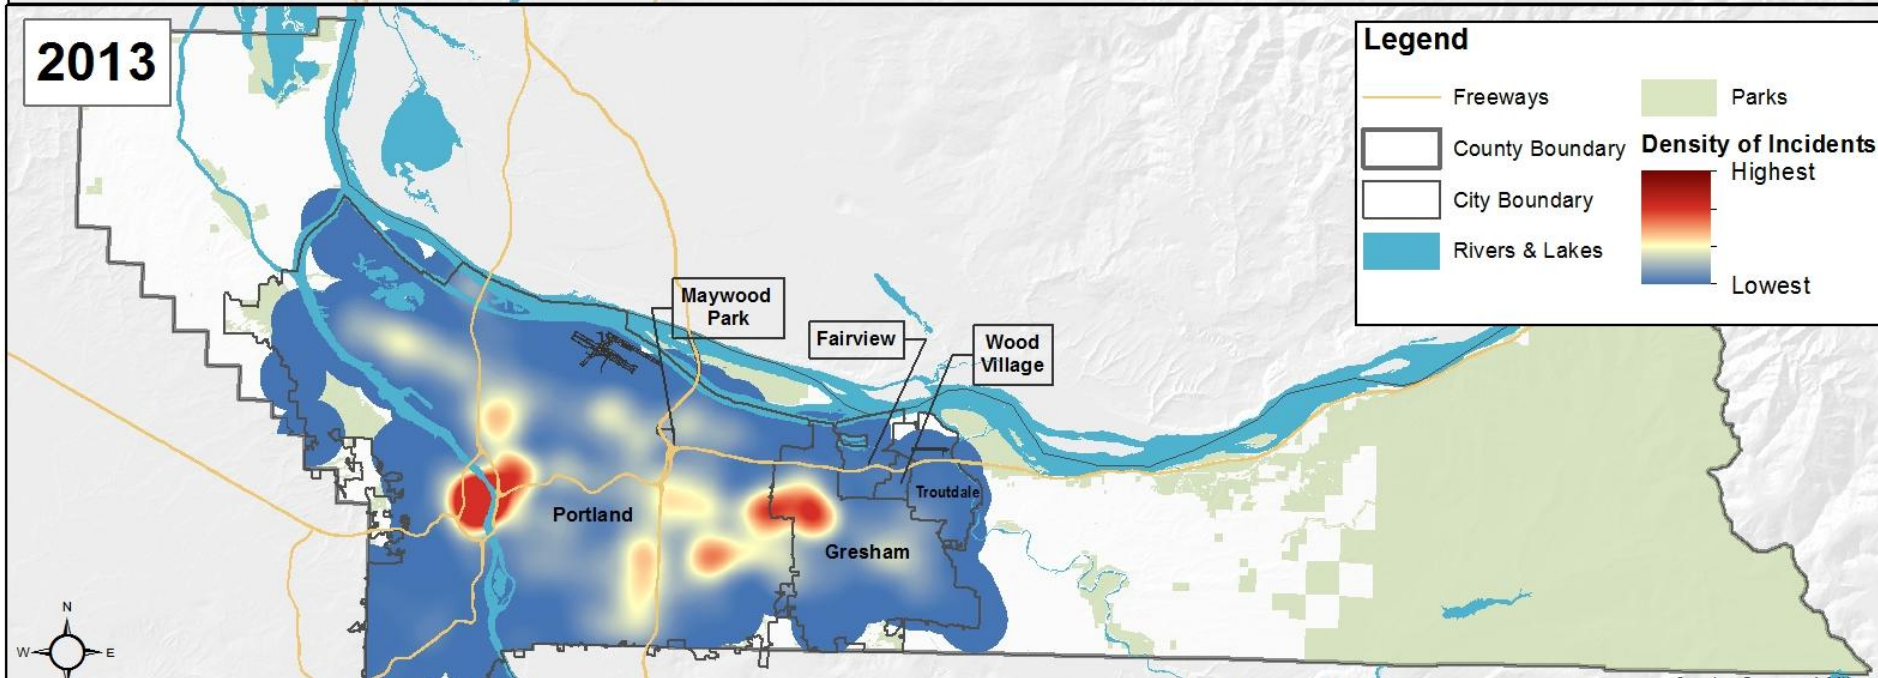 2013
Legend
Freeways
Parks
County Boundary
Density of Incidents
Highest
City Boundary
Rivers & Lakes
Lowest
Maywood
Park
Fairview
Wood
Village
Troutdale
Portland
Gresham
N
W
E